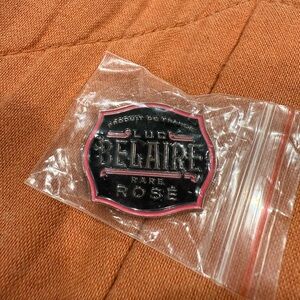 PRODUIT DE FRANCE
LUC
BELAIRE
RARE
ROSÉ